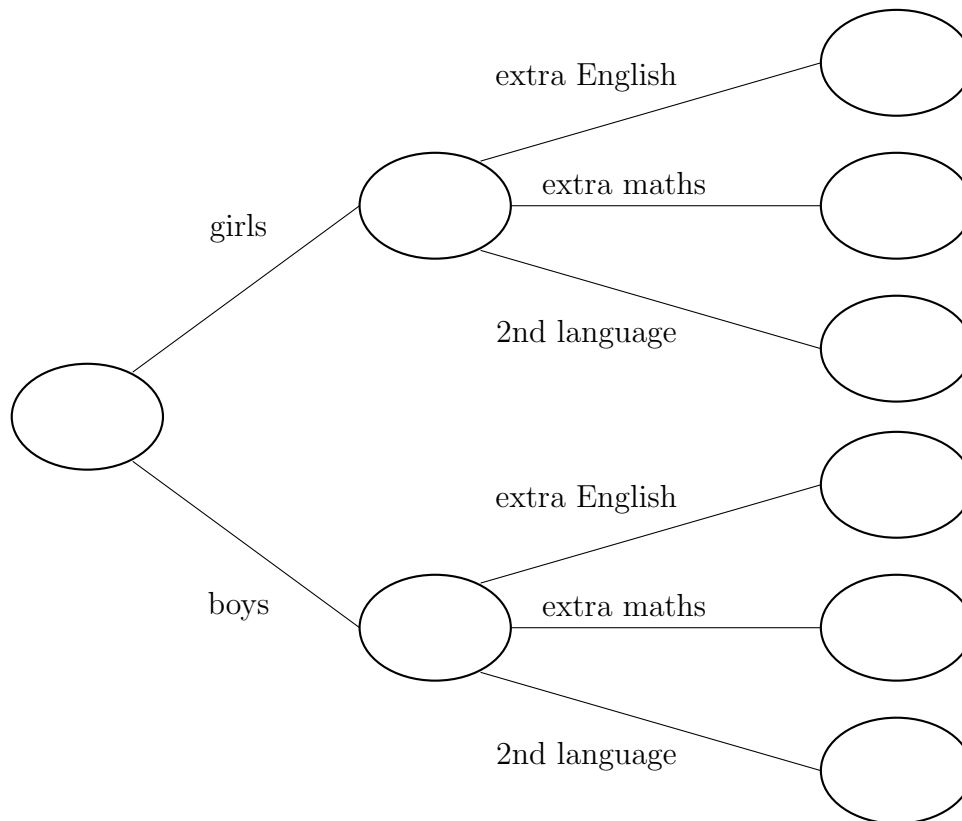 extra English
extra maths
girls
2nd language
extra English
boys
extra maths
2nd language